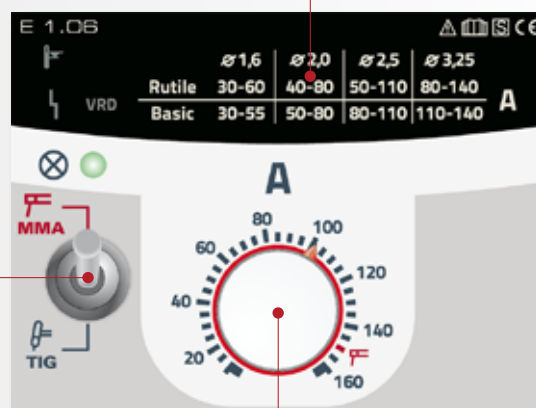 E 1.06
ø1,6 ø2,0 ø2,5 ø3,25
Rutile 30-60 40-80 50-110 80-140 A
VRD
Basic 30-55 50-80 80-110 110-140
A
MMA
TIG
20
40
60
80
100
120
140
160
S CE